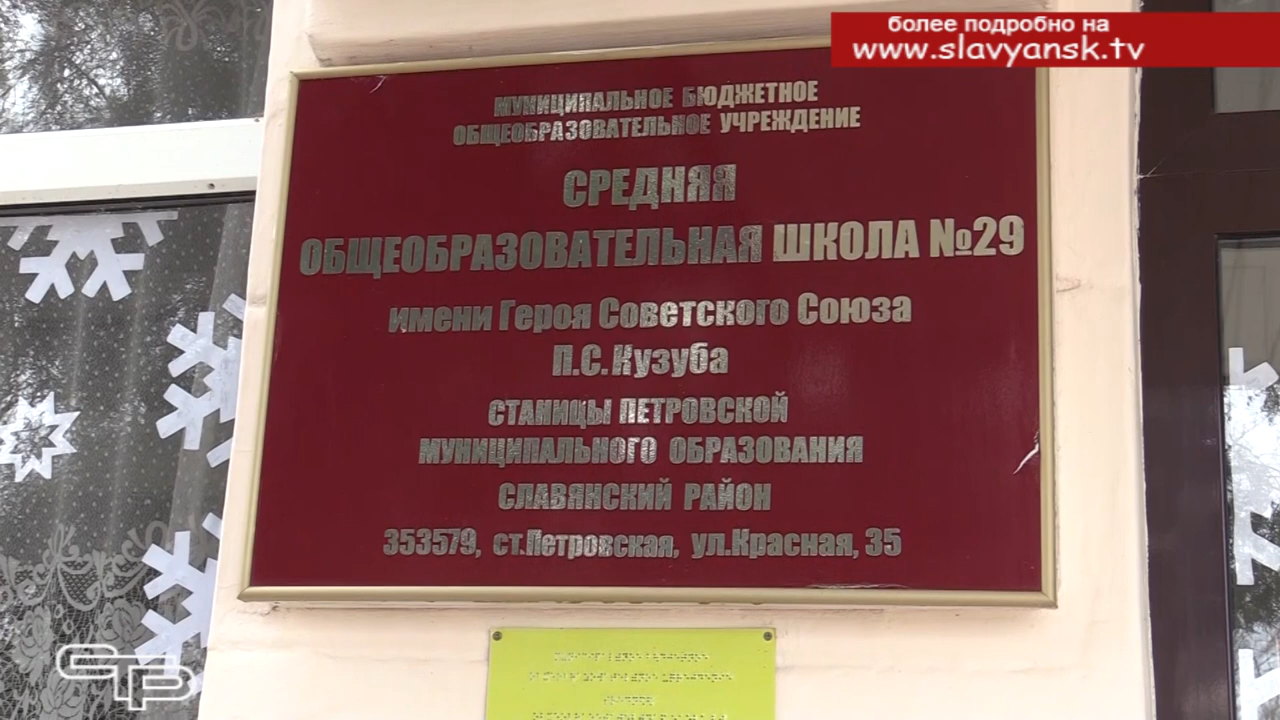 более подробно на
www.slavyansk.tv
МУНИЦИПАЛЬНОЕ БЮДЖЕТНОЕ
ОБЩЕОБРАЗОВАТЕЛЬНОЕ УЧРЕЖДЕНИЕ
СРЕДНЯЯ
ОБЩЕОБРАЗОВАТЕЛЬНАЯ ШКОЛА №29
имени Героя Советского Союза
П.С.Кузуба
СТАНИЦЫ ПЕТРОВСКОЙ
МУНИЦИПАЛЬНОГО ОБРАЗОВАНИЯ
СЛАВЯНСКИЙ РАЙОН
353579, ст.Петровская, ул.Красная, 35
СТВ